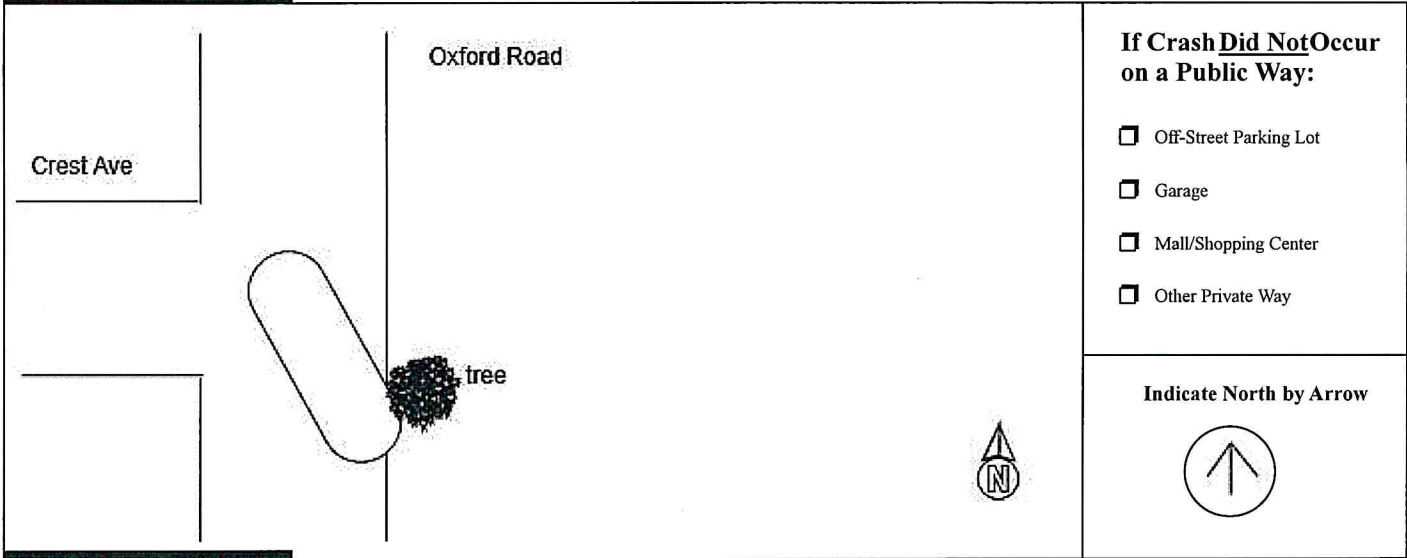 Oxford Road
Crest Ave
tree
N
If Crash Did Not Occur
on a Public Way:
Off-Street Parking Lot
Garage
Mall/Shopping Center
Other Private Way
Indicate North by Arrow